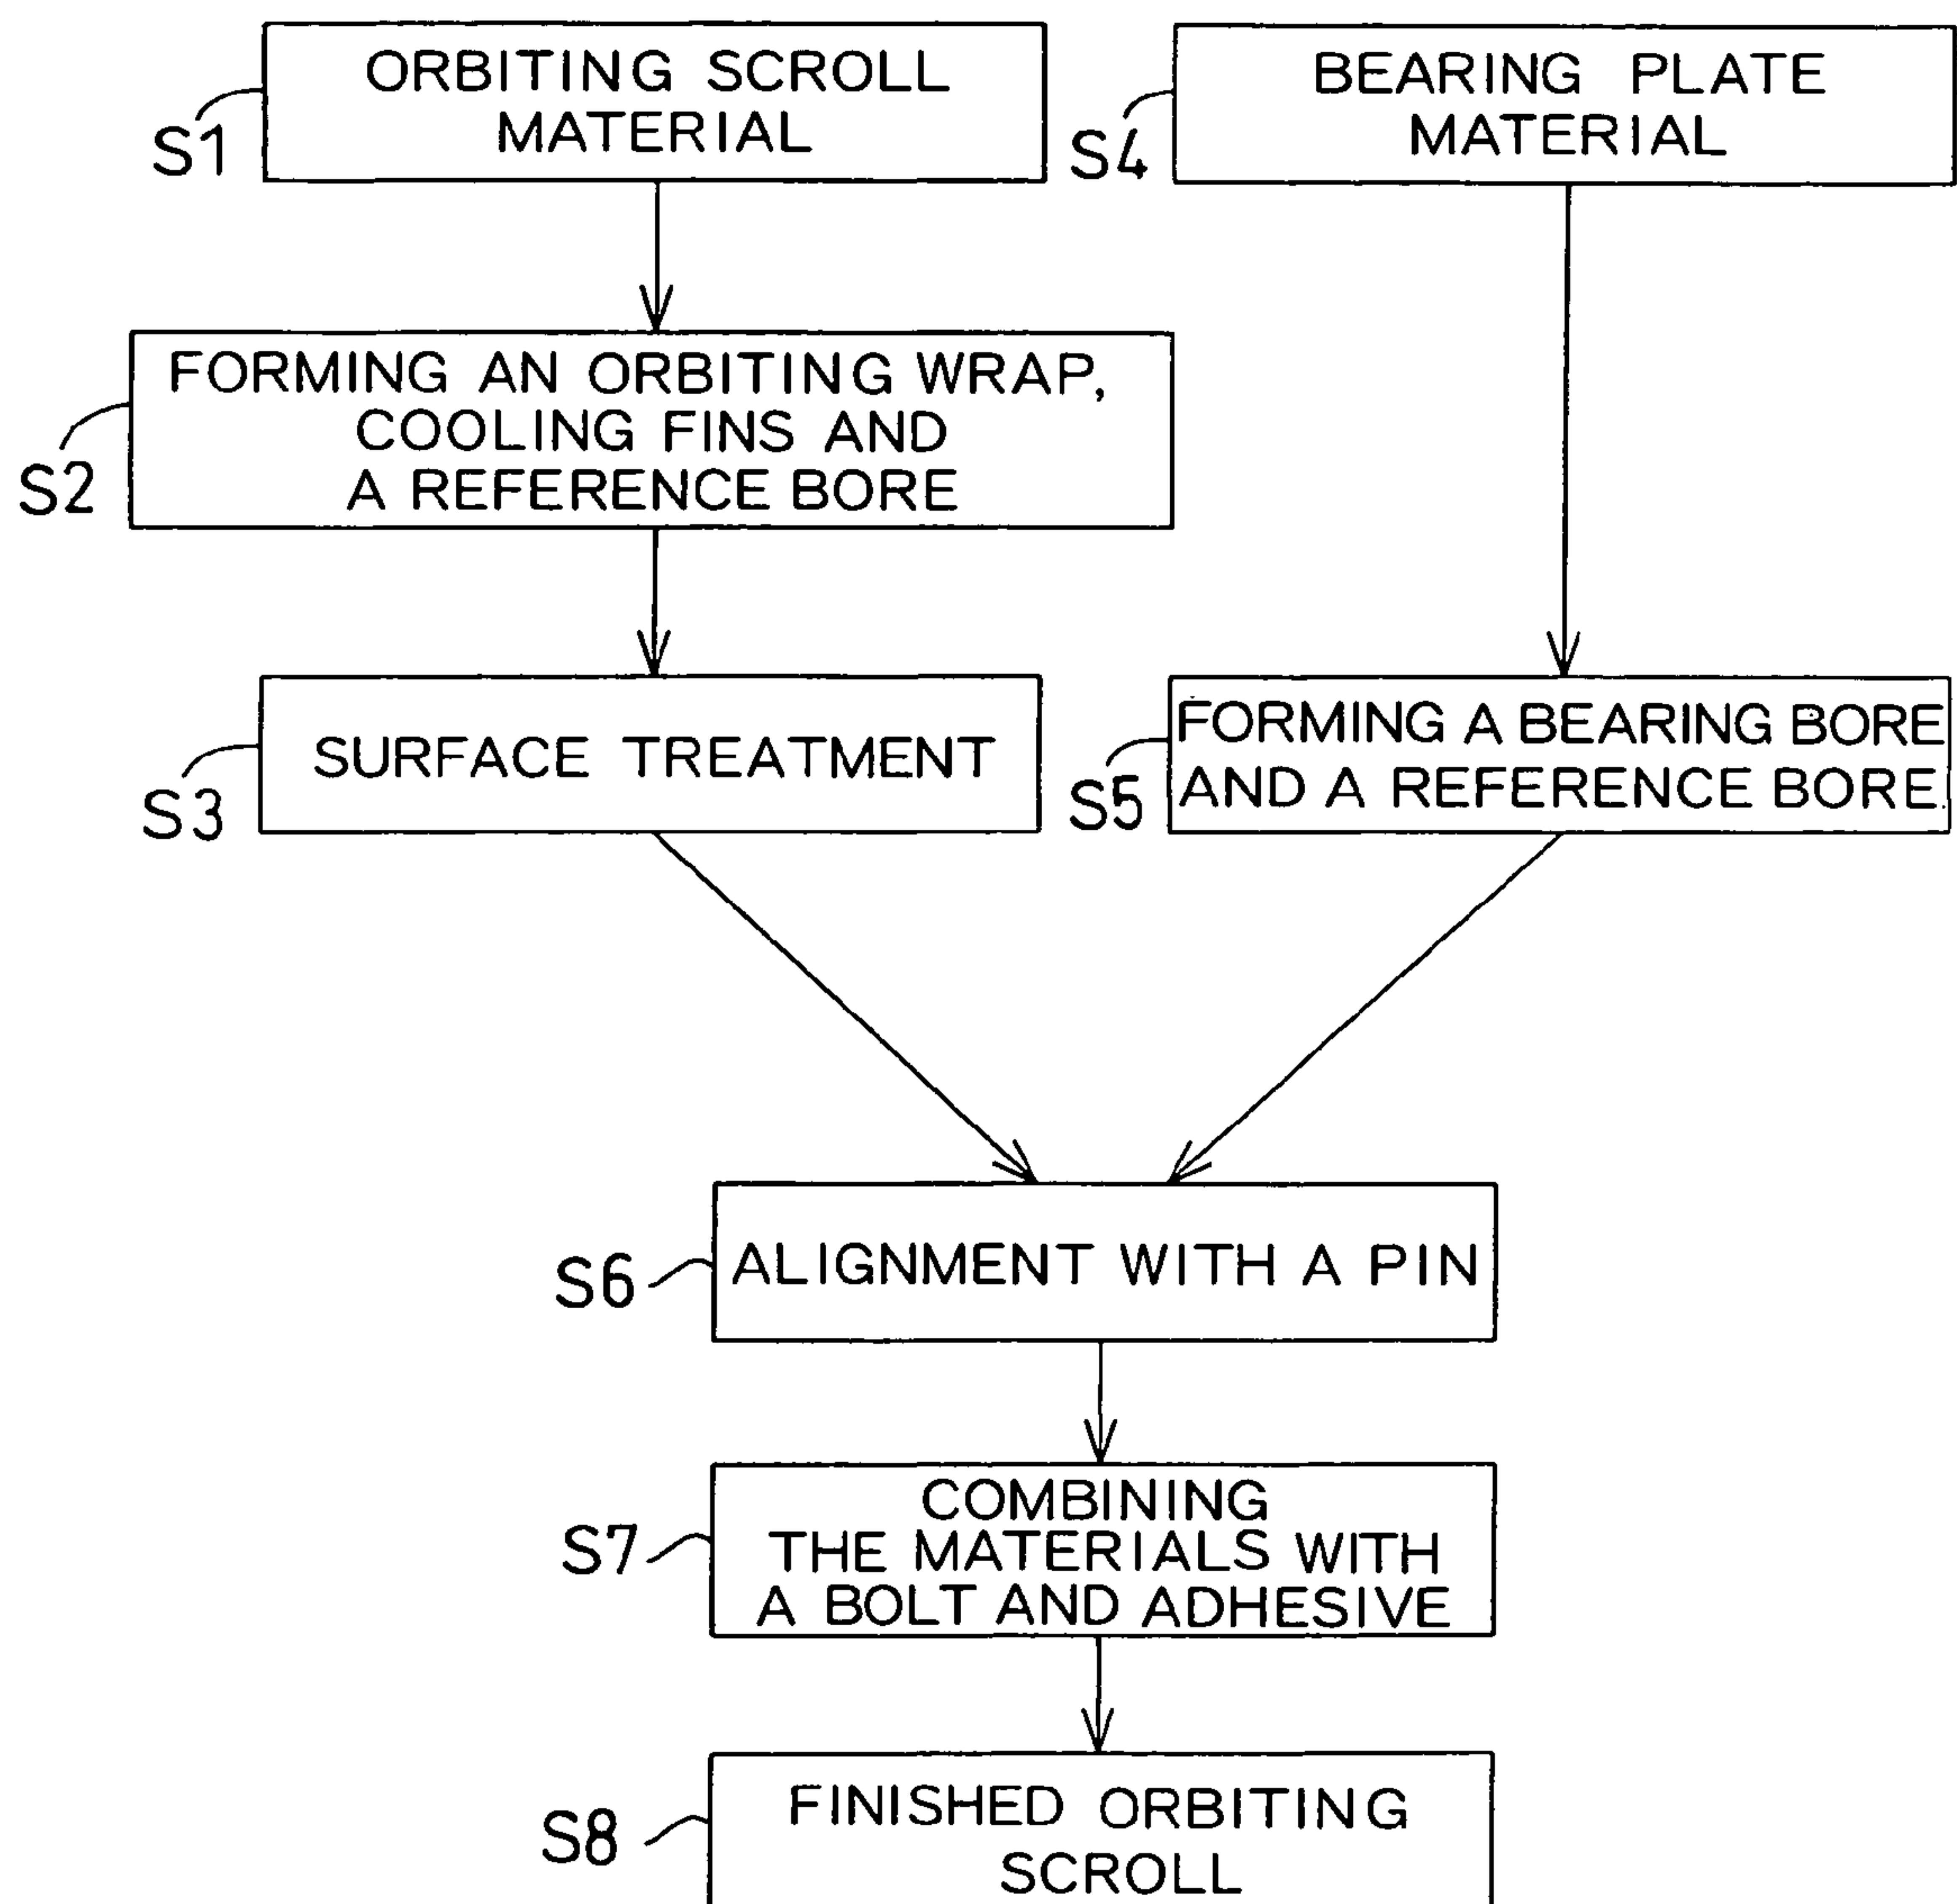 ORBITING SCROLL
MATERIAL
S1
BEARING PLATE
MATERIAL
S4
FORMING AN ORBITING WRAP,
COOLING FINS AND
A REFERENCE BORE
S2
SURFACE TREATMENT
S3
FORMING A BEARING BORE
AND A REFERENCE BORE.
S5
ALIGNMENT WITH A PIN
S6
COMBINING
THE MATERIALS WITH
A BOLT AND ADHESIVE
S7
FINISHED ORBITING
SCROLL
S8